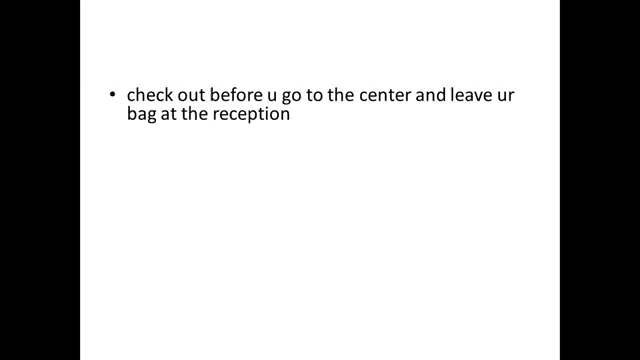 • check out before u go to the center and leave ur
bag at the reception